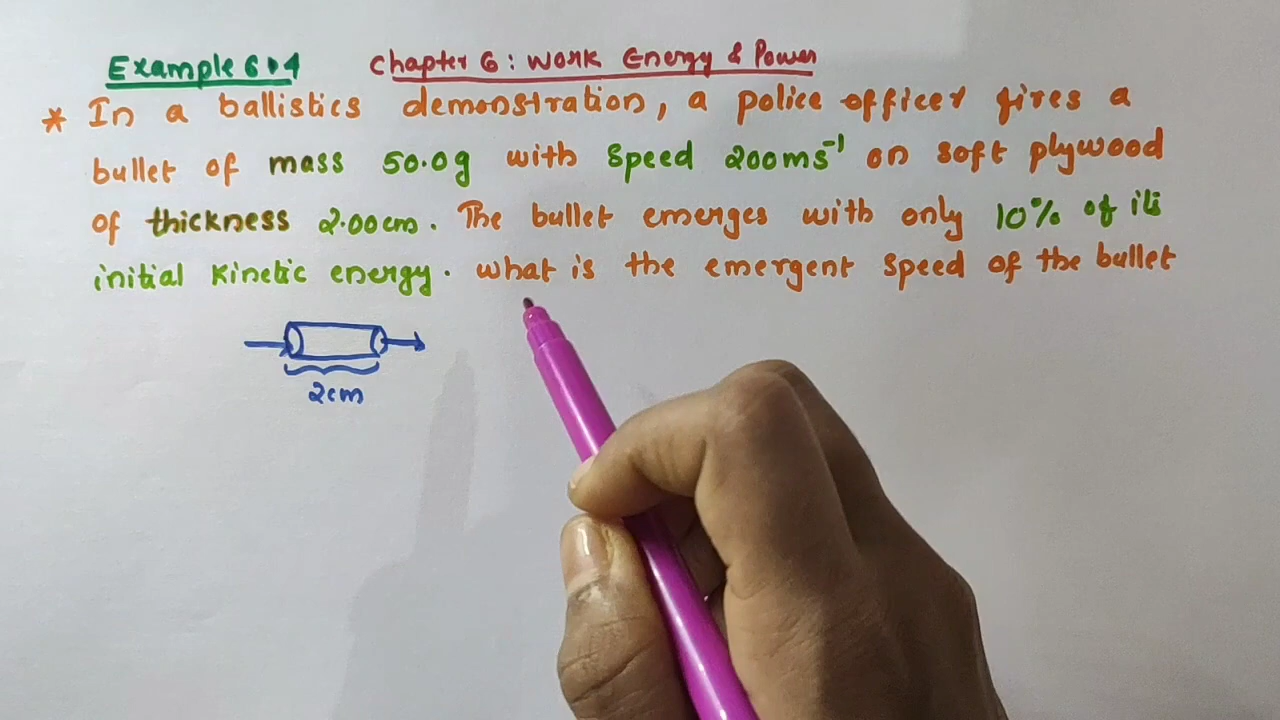 Example 6.4 Chapter 6: Work Energy & Power
* In a ballistics demonstration, a police officer fires a
bullet of mass 50.0g with speed 200ms⁻¹ on soft plywood
of thickness 2.00cm. The bullet emerges with only 10% of its
initial kinetic energy. what is the emergent speed of the bullet
2cm